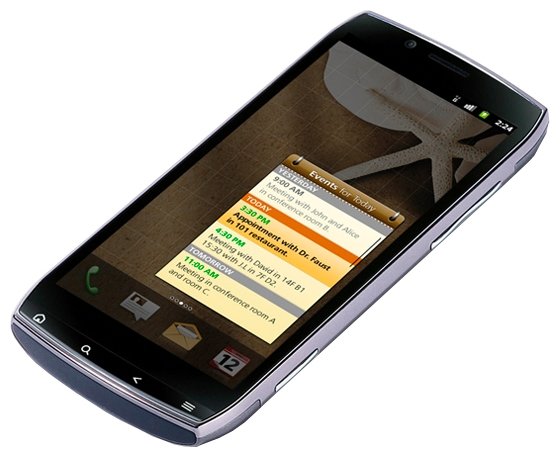 2:24
Events for Today
YESTERDAY
9:00 AM
Meeting with John and Alice
in conference room B.
TODAY
3:30 PM
Appointment with Dr. Faust
in 101 restaurant.
4:30 PM
Meeting with David in 14F B1
15:30 with J.L in 7F D2.
TOMORROW
11:00 AM
Meeting in conference room A
and room C.
12